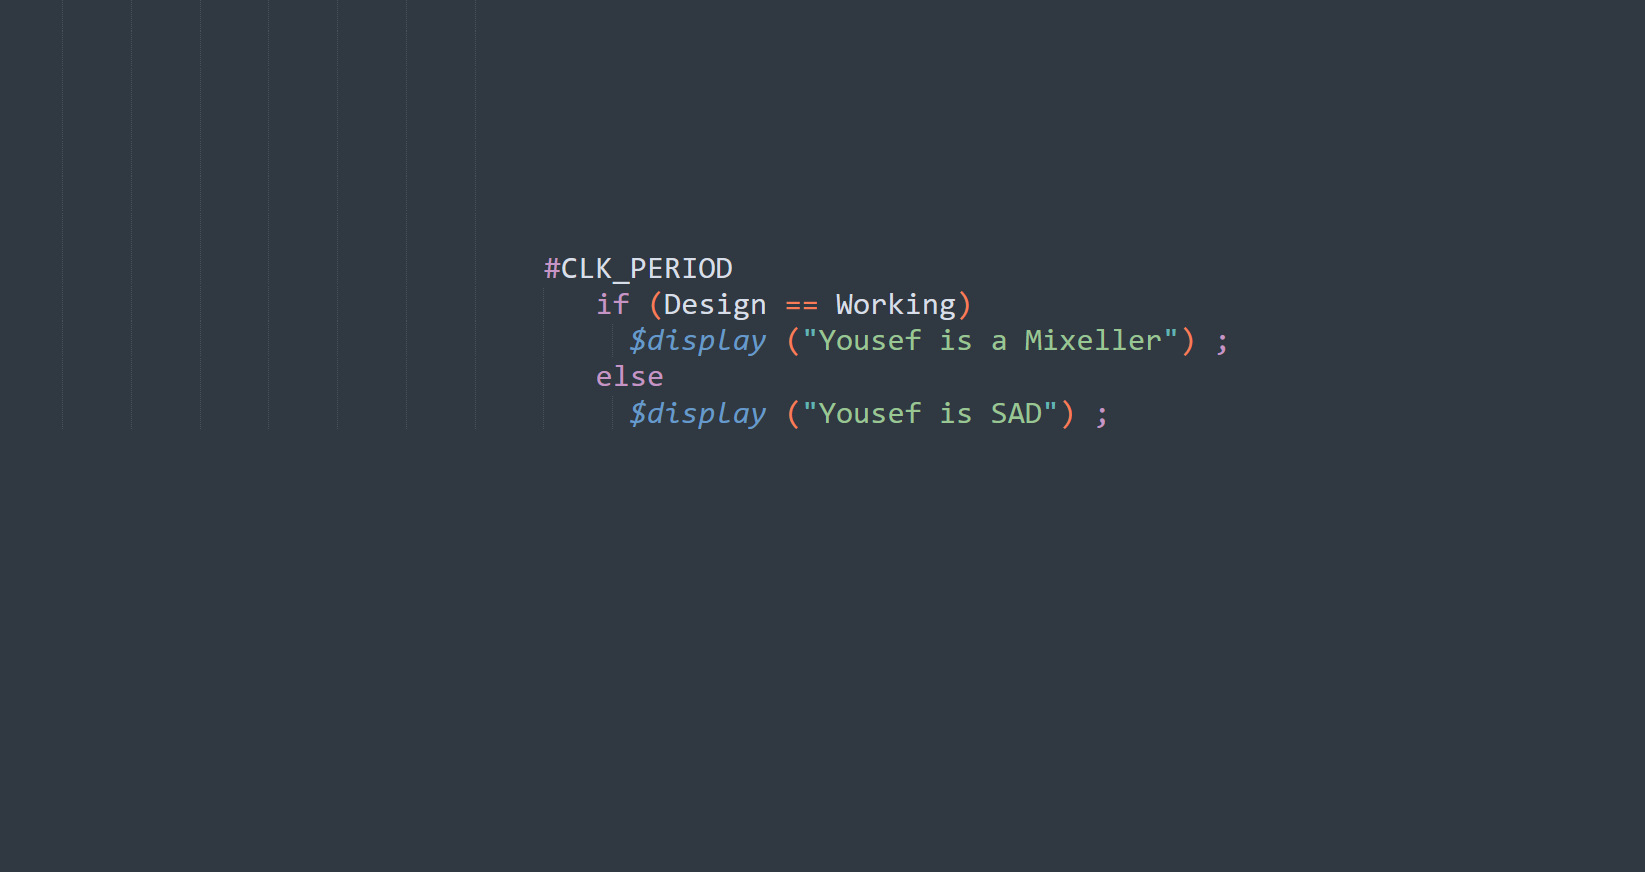 #CLK_PERIOD
if (Design == Working)
$display ("Yousef is a Mixeller") ;
else
$display ("Yousef is SAD") ;